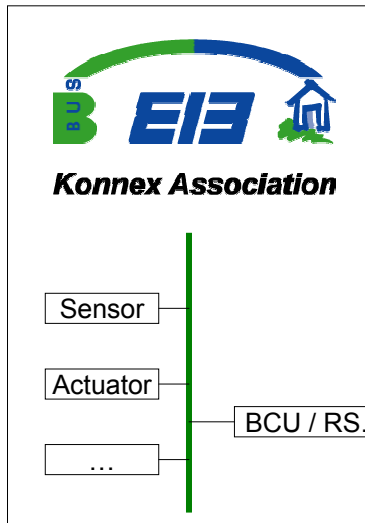 BUS
B EIB
Konnex Association
Sensor
Actuator
BCU / RS.
...